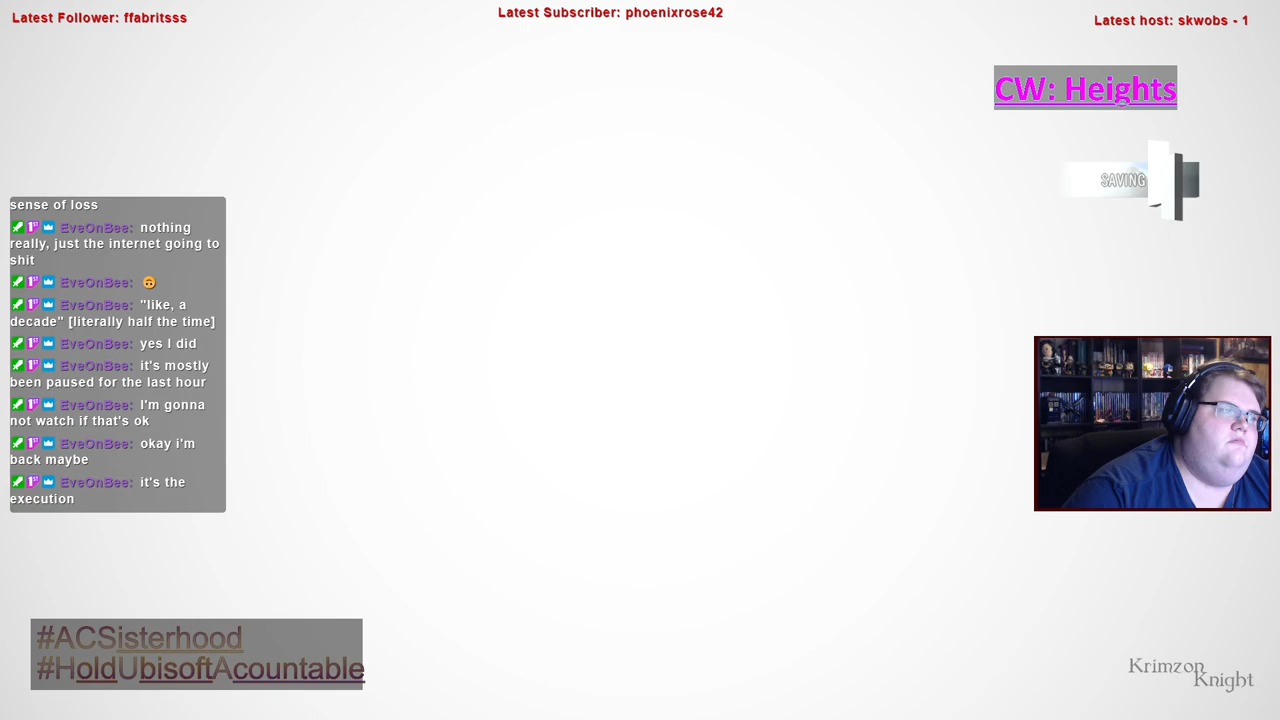 Latest Follower: ffabritsss
Latest Subscriber: phoenixrose42
Latest host: skwobs - 1
CW: Heights
SAVING
sense of loss
EveOnBee: nothing
really, just the internet going to
shit
EveOnBee: 🙃
EveOnBee: "like, a
decade" [literally half the time]
EveOnBee: yes I did
EveOnBee: it's mostly
been paused for the last hour
EveOnBee: I'm gonna
not watch if that's ok
EveOnBee: okay i'm
back maybe
EveOnBee: it's the
execution
#ACSisterhood
#HoldUbisoftAcountable
Krimzon
Knight